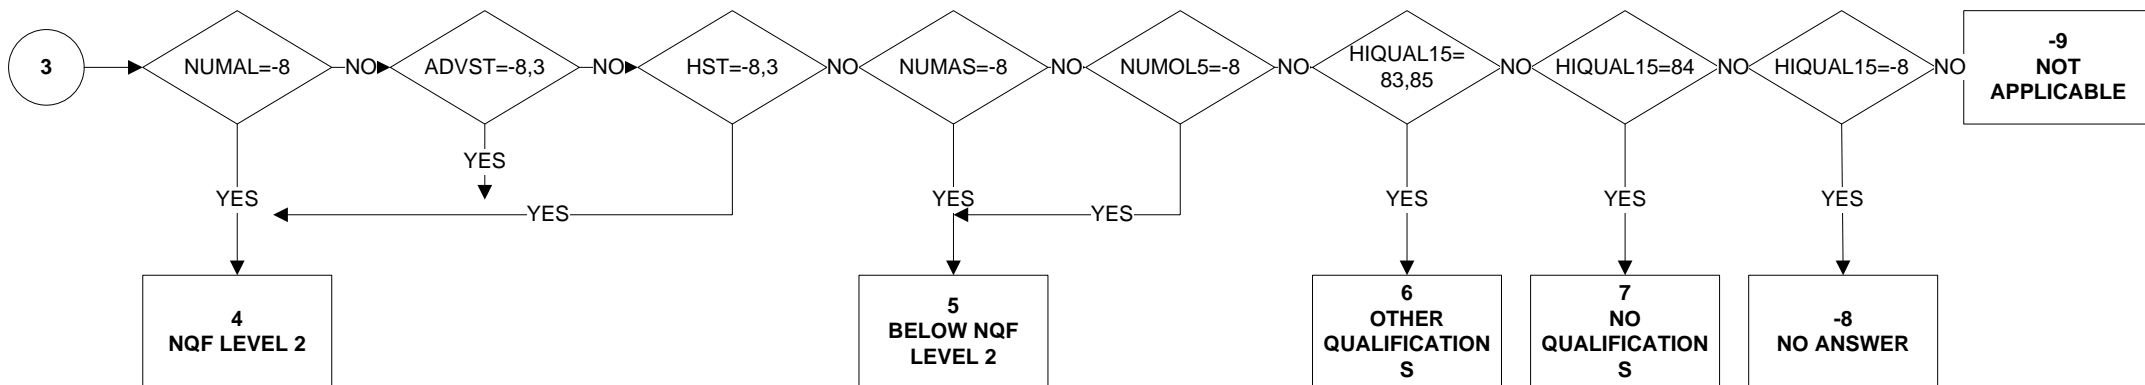 3
NUMAL=-8
NO
ADVST=-8,3
NO
HST=-8,3
NO
NUMAS=-8
NO
NUMOL5=-8
NO
HIQUAL15=
83,85
NO
HIQUAL15=84
NO
HIQUAL15=-8
NO
-9
NOT
APPLICABLE
YES
YES
YES
YES
YES
YES
YES
YES
4
NQF LEVEL 2
5
BELOW NQF
LEVEL 2
6
OTHER
QUALIFICATION
S
7
NO
QUALIFICATION
S
-8
NO ANSWER